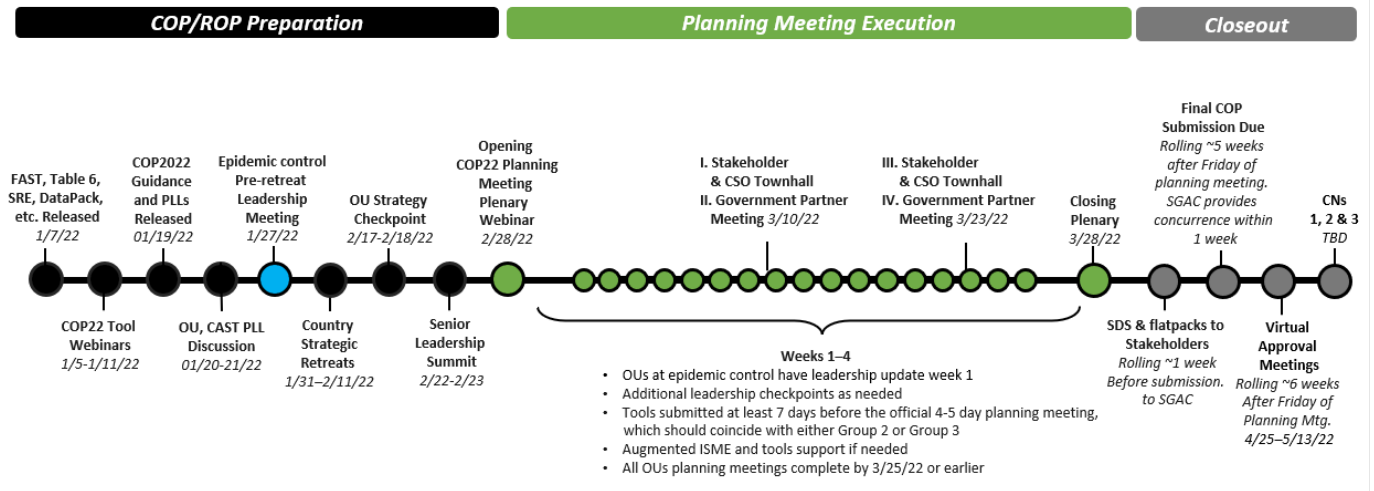 COP/ROP Preparation
Planning Meeting Execution
Closeout
FAST, Table 6,
SRE, DataPack,
etc. Released
1/7/22
COP2022
Guidance
and PLLs
Released
01/19/22
Epidemic control
Pre-retreat
Leadership
Meeting
1/27/22
OU Strategy
Checkpoint
2/17-2/18/22
Opening
COP22 Planning
Meeting
Plenary
Webinar
2/28/22
I. Stakeholder
& CSO Townhall
II. Government Partner
Meeting 3/10/22
III. Stakeholder
& CSO Townhall
IV. Government Partner
Meeting 3/23/22
Closing
Plenary
3/28/22
Final COP
Submission Due
Rolling ~5 weeks
after Friday of
planning meeting.
SGAC provides
concurrence within
1 week
CNs
1, 2 & 3
TBD
COP22 Tool
Webinars
1/5-1/11/22
OU, CAST PLL
Discussion
01/20-21/22
Country
Strategic
Retreats
1/31–2/11/22
Senior
Leadership
Summit
2/22-2/23
Weeks 1–4
• OUs at epidemic control have leadership update week 1
• Additional leadership checkpoints as needed
• Tools submitted at least 7 days before the official 4-5 day planning meeting,
which should coincide with either Group 2 or Group 3
• Augmented ISME and tools support if needed
• All OUs planning meetings complete by 3/25/22 or earlier
SDS & flatpacks to
Stakeholders
Rolling ~1 week
Before submission.
to SGAC
Virtual
Approval
Meetings
Rolling ~6 weeks
After Friday of
Planning Mtg.
4/25–5/13/22